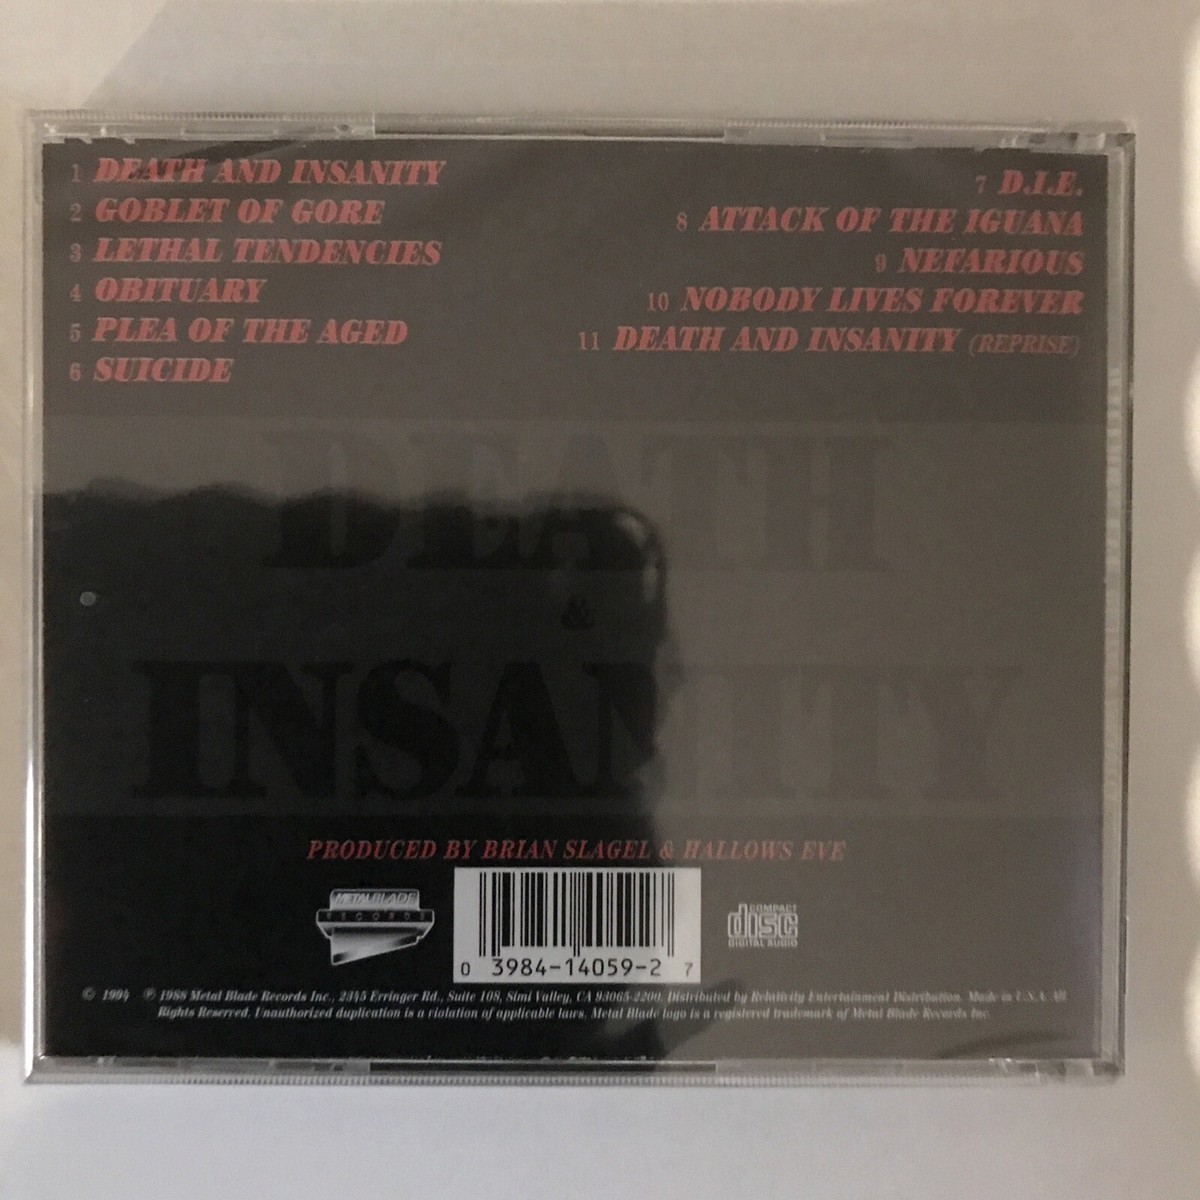 1 DEATH AND INSANITY
2 GOBLET OF GORE
3 LETHAL TENDENCIES
4 OBITUARY
5 PLEA OF THE AGED
6 SUICIDE
7 D.I.E.
8 ATTACK OF THE IGUANA
9 NEFARIOUS
10 NOBODY LIVES FOREVER
11 DEATH AND INSANITY (REPRISE)
DEATH
&
INSANITY
PRODUCED BY BRIAN SLAGEL & HALLOWS EVE
METAL BLADE
RECORDS
0 3984-14059-2 7
COMPACT
disc
DIGITAL AUDIO
© 1994 ℗ 1988 Metal Blade Records Inc., 2345 Erringer Rd., Suite 108, Simi Valley, CA 93065-2200. Distributed by Relativity Entertainment Distribution. Made in U.S.A. All
Rights Reserved. Unauthorized duplication is a violation of applicable laws. Metal Blade logo is a registered trademark of Metal Blade Records Inc.